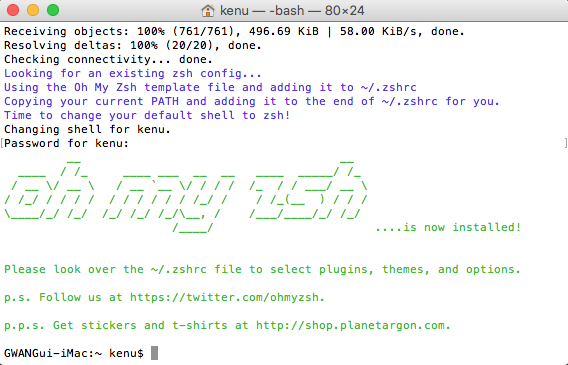 kenu — -bash — 80×24
Receiving objects: 100% (761/761), 496.69 KiB | 58.00 KiB/s, done.
Resolving deltas: 100% (20/20), done.
Checking connectivity... done.
Looking for an existing zsh config...
Using the Oh My Zsh template file and adding it to ~/.zshrc
Copying your current PATH and adding it to the end of ~/.zshrc for you.
Time to change your default shell to zsh!
Changing shell for kenu.
Password for kenu:
oh my zsh
....is now installed!
Please look over the ~/.zshrc file to select plugins, themes, and options.
p.s. Follow us at https://twitter.com/ohmyzsh.
p.p.s. Get stickers and t-shirts at http://shop.planetargon.com.
GWANGui-iMac:~ kenu$